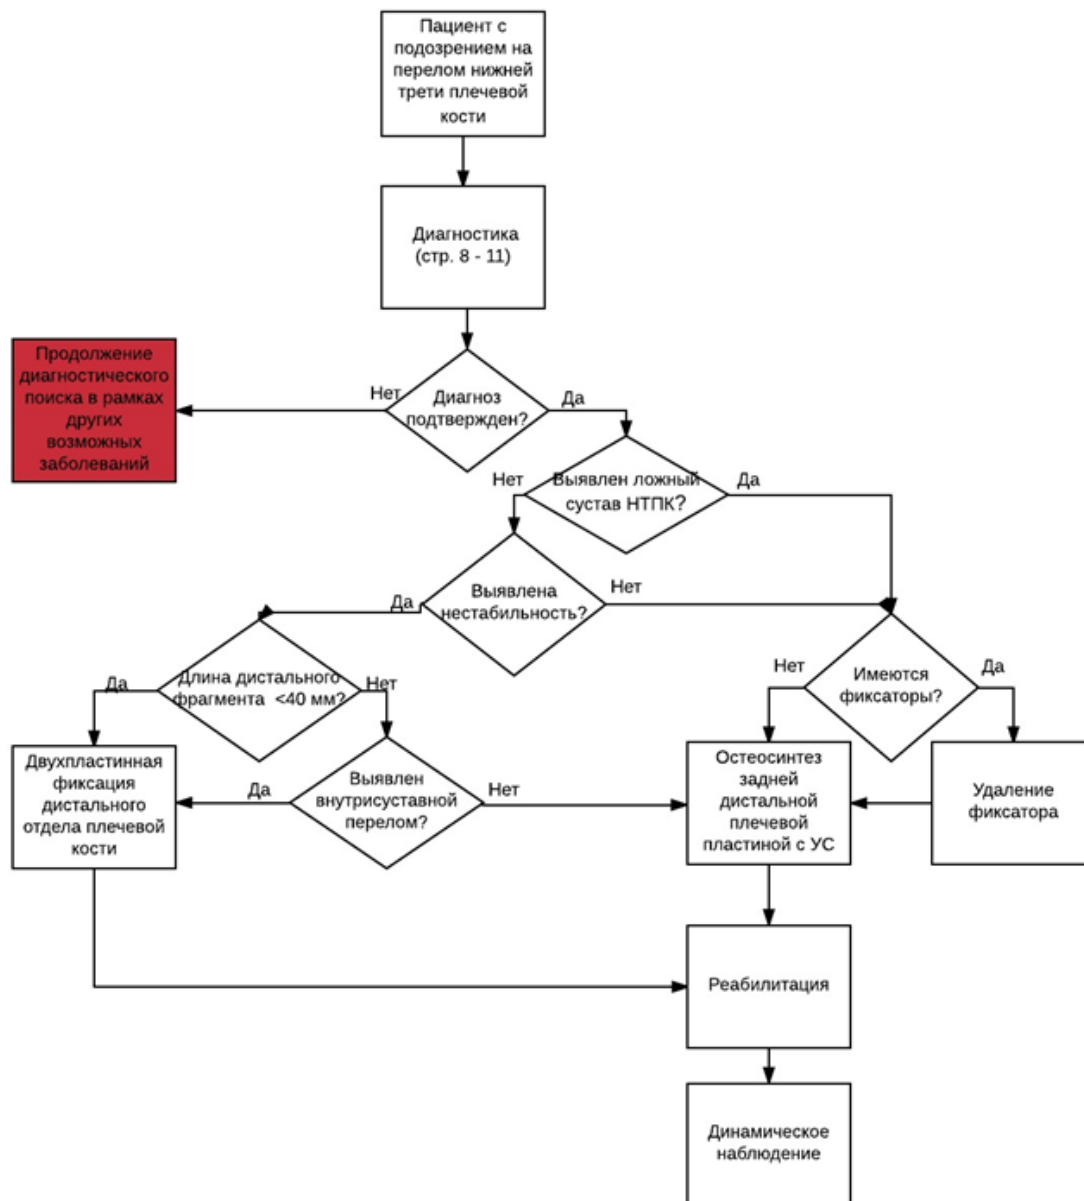 Пациент с
подозрением на
перелом нижней
трети плечевой
кости
Диагностика
(стр. 8 - 11)
Продолжение
диагностического
поиска в рамках
других
возможных
заболеваний
Нет
Диагноз
подтвержден?
Да
Нет
Выявлен ложный
сустав НТПК?
Да
Да
Выявлена
нестабильность?
Нет
Да
Длина дистального
фрагмента <40 мм?
Нет
Нет
Имеются
фиксаторы?
Да
Двухпластинная
фиксация
дистального
отдела плечевой
кости
Да
Выявлен
внутрисуставной
перелом?
Нет
Остеосинтез
задней
дистальной
плечевой
пластиной с УС
Удаление
фиксатора
Реабилитация
Динамическое
наблюдение